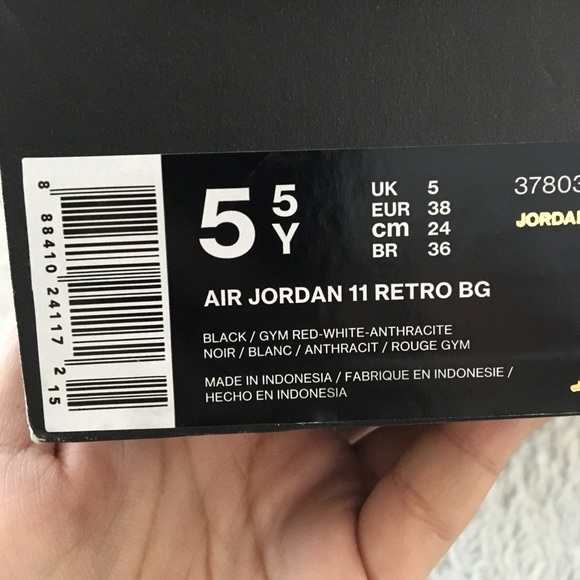 8 88410 24117 2 15
5 5Y
UK 5
EUR 38
cm 24
BR 36
37803
JORDAN
AIR JORDAN 11 RETRO BG
BLACK / GYM RED-WHITE-ANTHRACITE
NOIR / BLANC / ANTHRACIT / ROUGE GYM
MADE IN INDONESIA / FABRIQUE EN INDONESIE /
HECHO EN INDONESIA